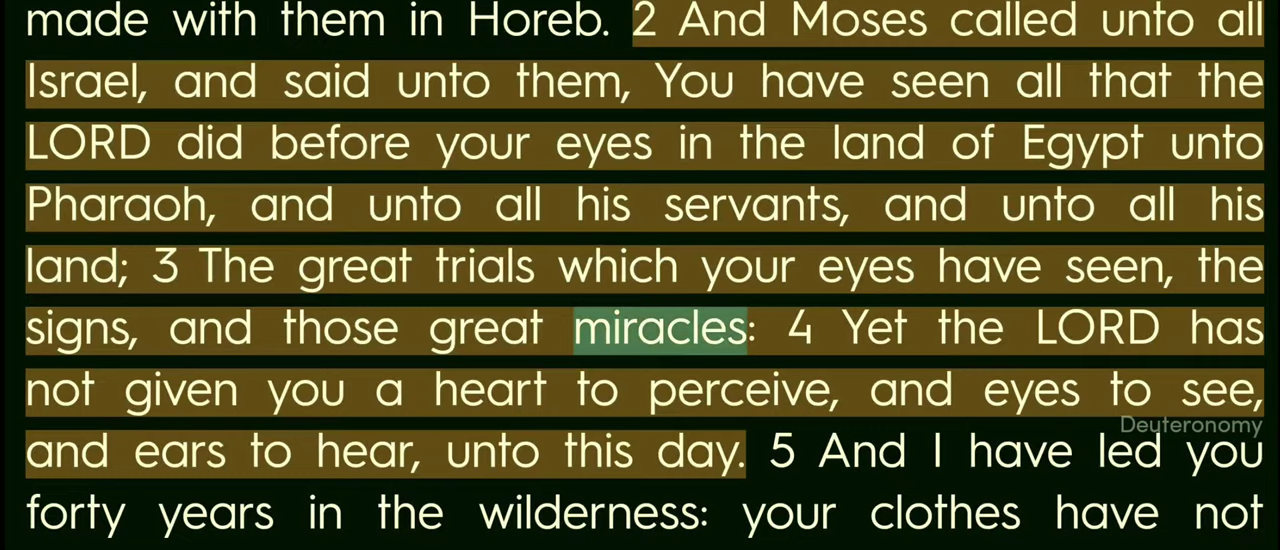 made with them in Horeb. 2 And Moses called unto all
Israel, and said unto them, You have seen all that the
LORD did before your eyes in the land of Egypt unto
Pharaoh, and unto all his servants, and unto all his
land; 3 The great trials which your eyes have seen, the
signs, and those great miracles: 4 Yet the LORD has
not given you a heart to perceive, and eyes to see,
Deuteronomy
and ears to hear, unto this day. 5 And I have led you
forty years in the wilderness: your clothes have not